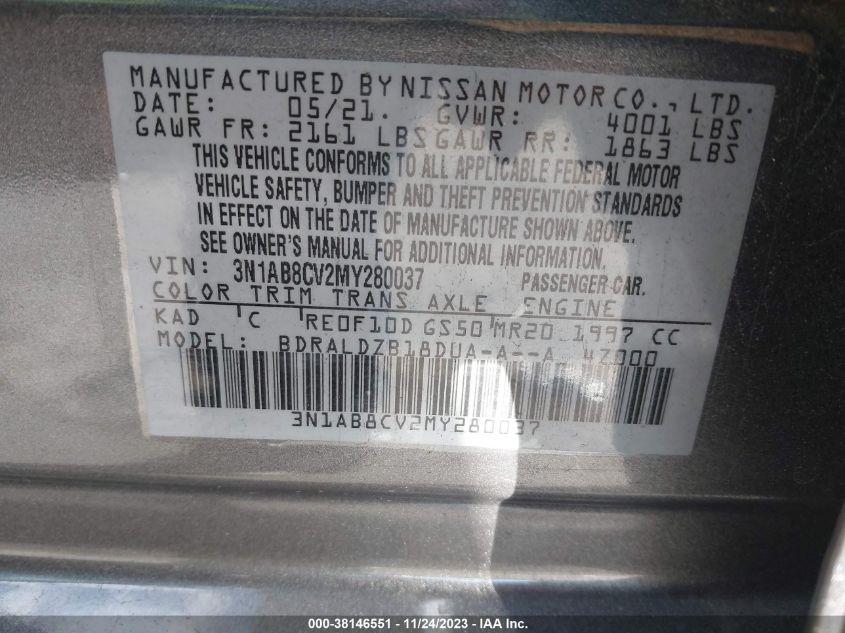 MANUFACTURED BY NISSAN MOTOR CO., LTD.
DATE: 05/21. GVWR: 4001 LBS
GAWR FR: 2161 LBS GAWR RR: 1863 LBS
THIS VEHICLE CONFORMS TO ALL APPLICABLE FEDERAL MOTOR
VEHICLE SAFETY, BUMPER AND THEFT PREVENTION STANDARDS
IN EFFECT ON THE DATE OF MANUFACTURE SHOWN ABOVE.
SEE OWNER'S MANUAL FOR ADDITIONAL INFORMATION.
VIN: 3N1AB8CV2MY280037 PASSENGER CAR.
COLOR TRIM TRANS AXLE ENGINE
KAD C RE0F10D GS50 MR20 1997 CC
MODEL: BDRALDZB18DUA-A--A 4Z000
3N1AB8CV2MY280037
000-38146551 - 11/24/2023 - IAAI, Inc.